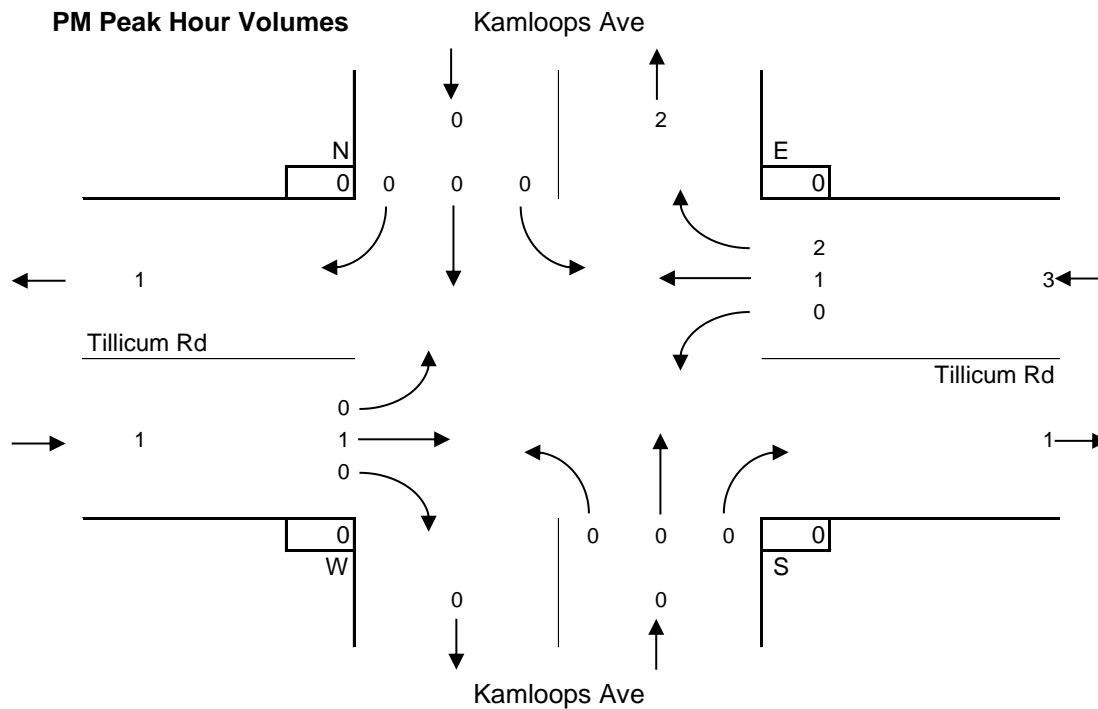 PM Peak Hour Volumes Kamloops Ave
0 2
N E
0 0 0 0 0
2
1 1 3
0
Tillicum Rd
Tillicum Rd
0
1 1 1
0
0 0 0 0 0
W S
0 0
Kamloops Ave